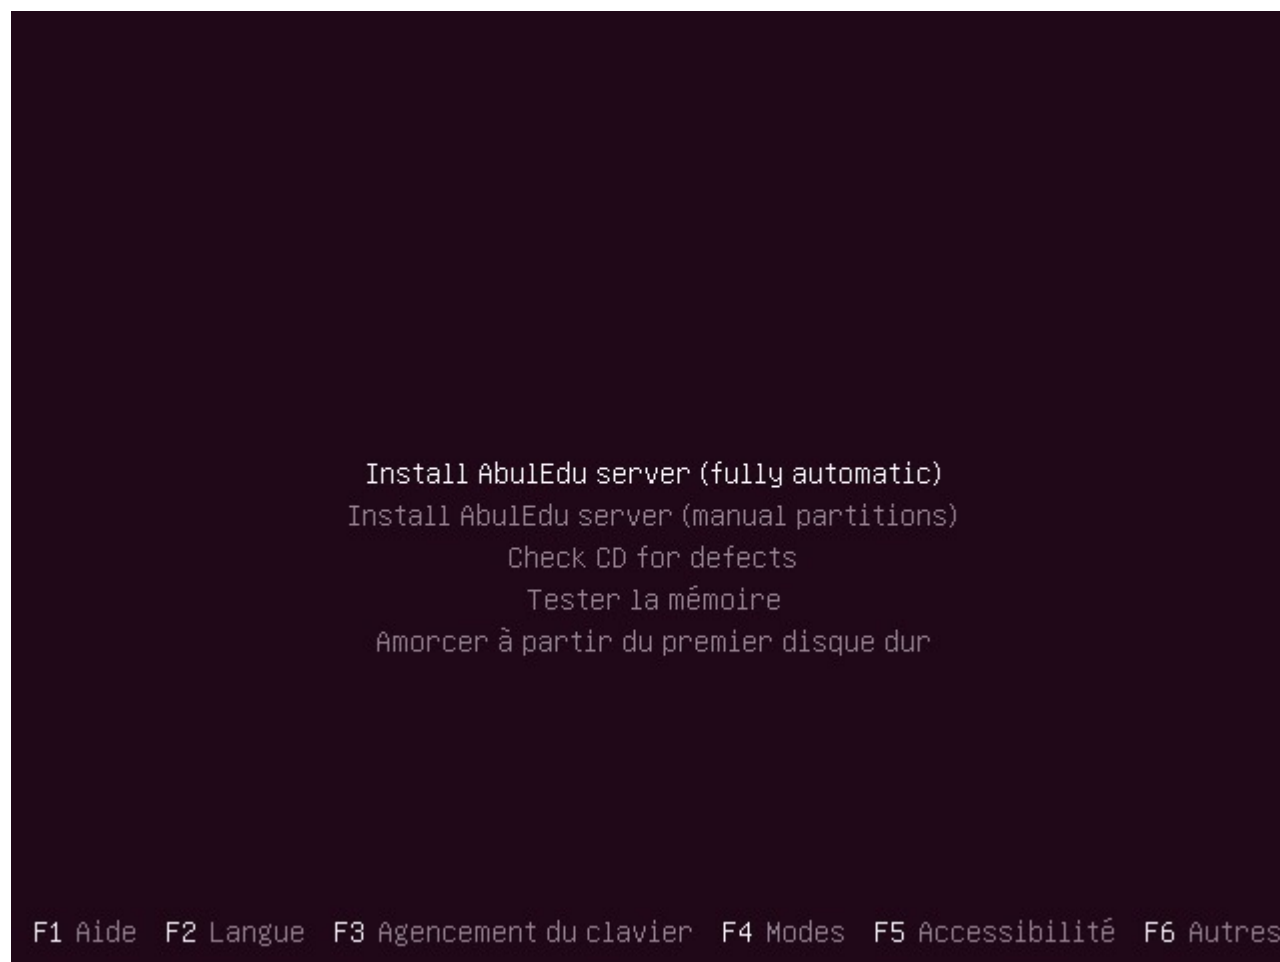 Install AbulEdu server (fully automatic)
Install AbulEdu server (manual partitions)
Check CD for defects
Tester la mémoire
Amorcer à partir du premier disque dur
F1 Aide F2 Langue F3 Agencement du clavier F4 Modes F5 Accessibilité F6 Autres